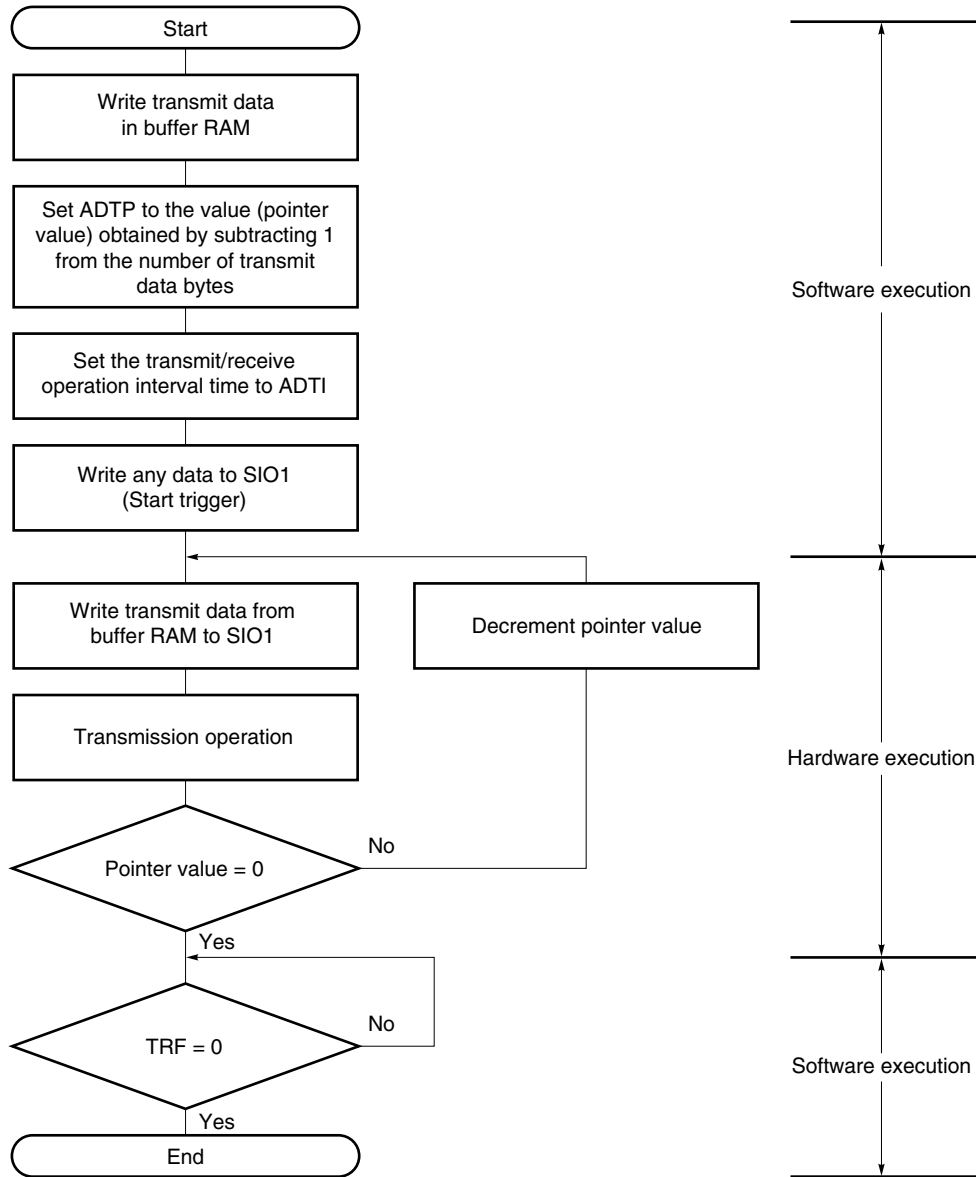 Start
Write transmit data
in buffer RAM
Set ADTP to the value (pointer
value) obtained by subtracting 1
from the number of transmit
data bytes
Software execution
Set the transmit/receive
operation interval time to ADTI
Write any data to SIO1
(Start trigger)
Write transmit data from
buffer RAM to SIO1
Decrement pointer value
Transmission operation
Hardware execution
Pointer value = 0
No
Yes
TRF = 0
No
Software execution
Yes
End